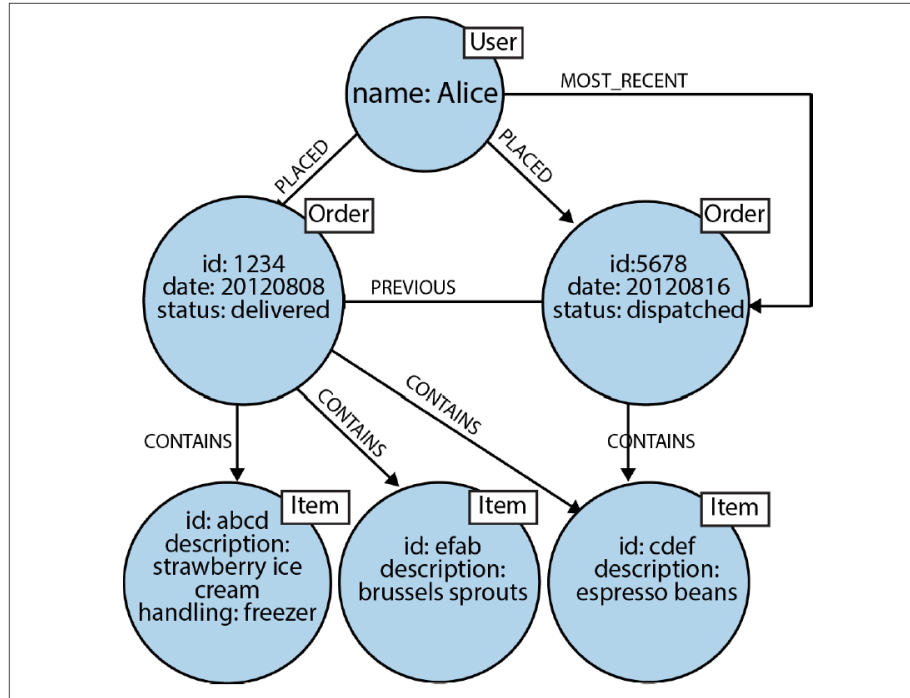 User
name: Alice
MOST_RECENT
PLACED
PLACED
Order
id: 1234
date: 20120808
status: delivered
Order
id:5678
date: 20120816
status: dispatched
PREVIOUS
CONTAINS
CONTAINS
CONTAINS
CONTAINS
Item
id: abcd
description:
strawberry ice
cream
handling: freezer
Item
id: efab
description:
brussels sprouts
Item
id: cdef
description:
espresso beans